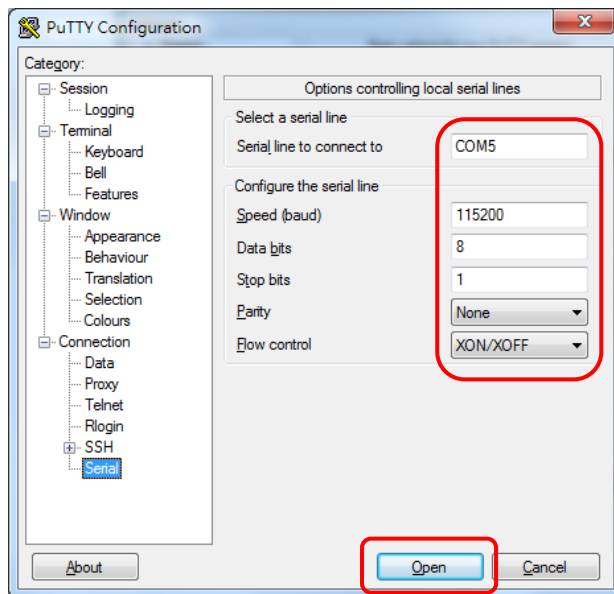 PuTTY Configuration
Category:
Session
Logging
Terminal
Keyboard
Bell
Features
Window
Appearance
Behaviour
Translation
Selection
Colours
Connection
Data
Proxy
Telnet
Rlogin
SSH
Serial
Options controlling local serial lines
Select a serial line
Serial line to connect to COM5
Configure the serial line
Speed (baud) 115200
Data bits 8
Stop bits 1
Parity None
Flow control XON/XOFF
About Open Cancel